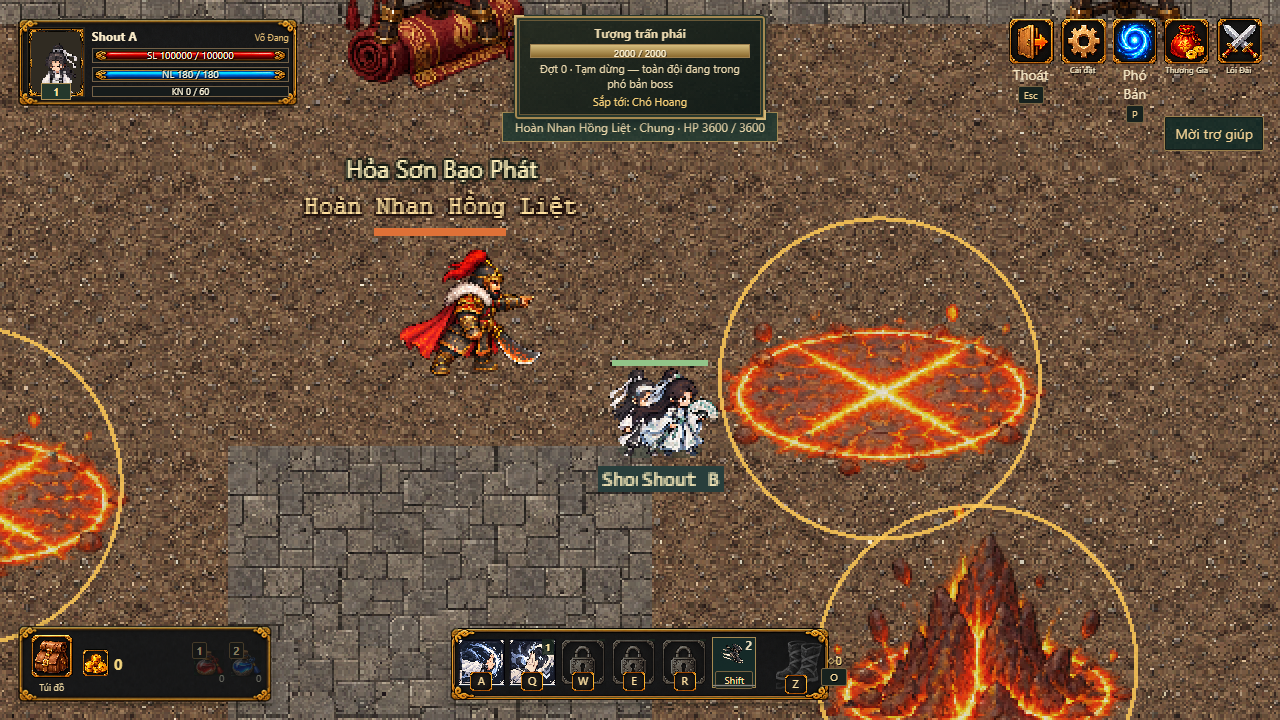 Shout A
Võ Đang
SL 100000 / 100000
NL 180 / 180
KN 0 / 60
1
Tượng trấn phái
2000 / 2000
Đợt 0 · Tạm dừng — toàn đội đang trong
phó bản boss
Sắp tới: Chó Hoang
Hoàn Nhan Hồng Liệt · Chung · HP 3600 / 3600
Thoát
Esc
Cài đặt
Phó
Bản
P
Thương Gia
Lôi Đài
Mời trợ giúp
Hỏa Sơn Bạo Phát
Hoàn Nhan Hồng Liệt
Shou
Shout B
Túi đồ
0
1
0
2
0
A
1
Q
W
E
R
2
Shift
Z
O